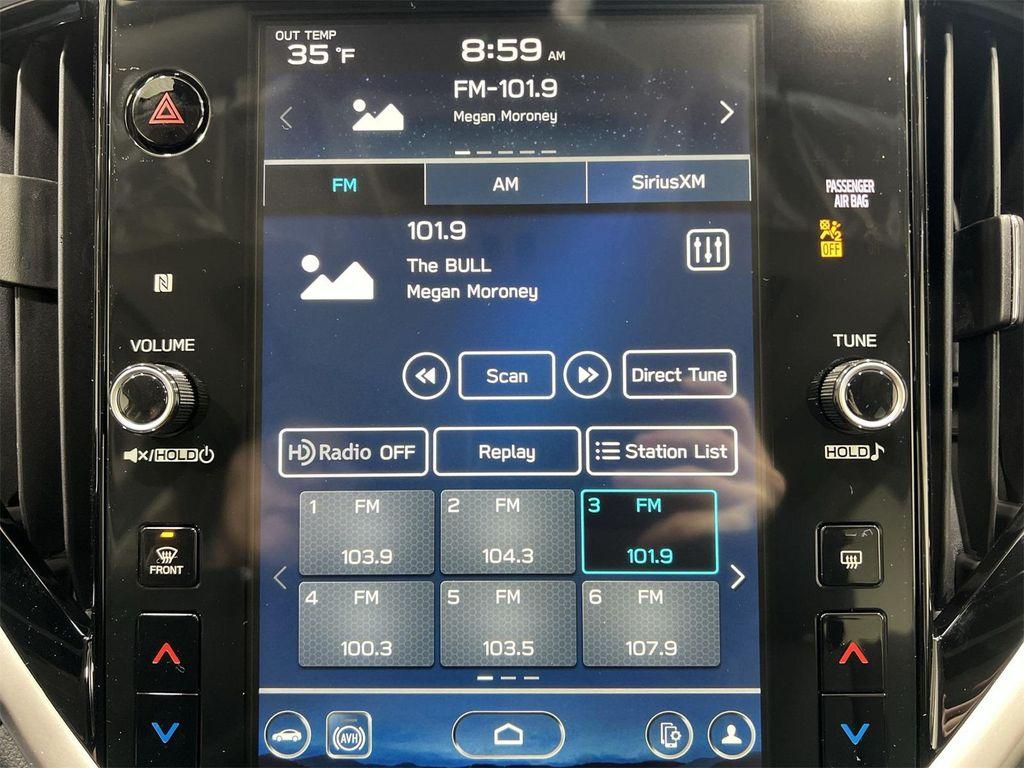 OUT TEMP
35 °F
8:59 AM
FM-101.9
Megan Moroney
FM AM SiriusXM
PASSENGER
AIR BAG
2
OFF
101.9
The BULL
Megan Moroney
N
VOLUME
TUNE
Scan Direct Tune
HD Radio OFF Replay Station List
/HOLD
HOLD
1 FM 2 FM 3 FM
103.9 104.3 101.9
FRONT
4 FM 5 FM 6 FM
100.3 103.5 107.9
AVH